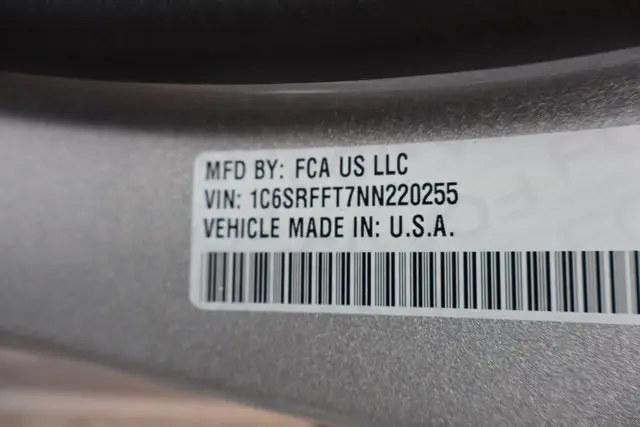 MFD BY: FCA US LLC
VIN: 1C6SRFFT7NN220255
VEHICLE MADE IN: U.S.A.